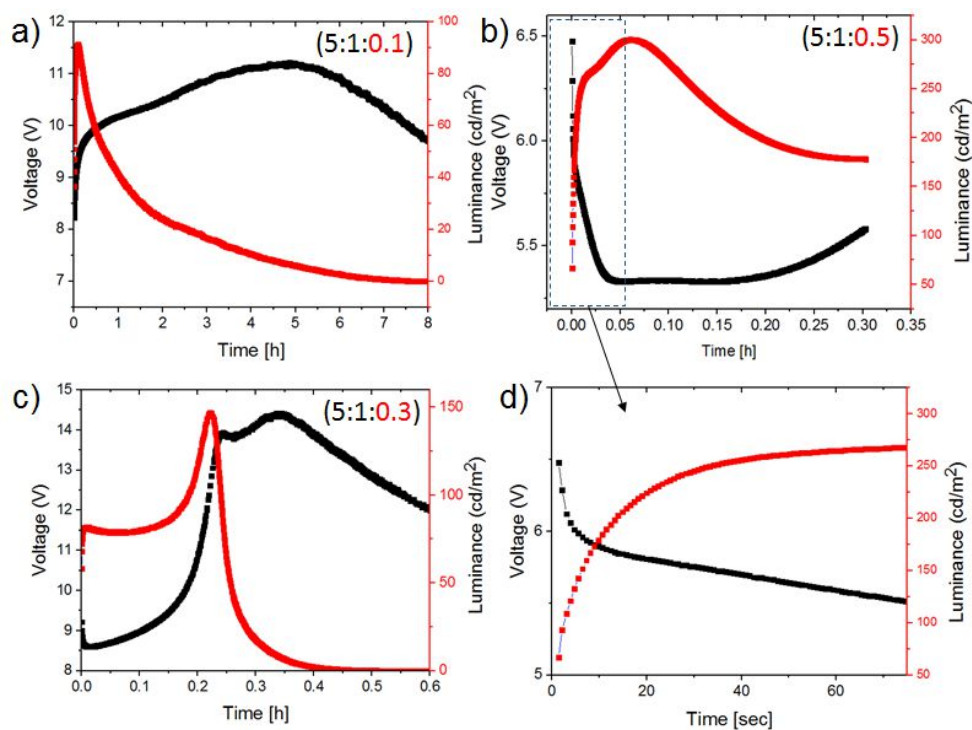 a)
(5:1:0.1)
12
11
10
9
8
7
Voltage (V)
100
80
60
40
20
0
Luminance (cd/m²)
0 1 2 3 4 5 6 7 8
Time [h]
b)
(5:1:0.5)
6.5
6.0
5.5
Voltage (V)
300
250
200
150
100
50
Luminance (cd/m²)
0.00 0.05 0.10 0.15 0.20 0.25 0.30 0.35
Time [h]
c)
(5:1:0.3)
15
14
13
12
11
10
9
8
Voltage (V)
150
100
50
0
Luminance (cd/m²)
0.0 0.1 0.2 0.3 0.4 0.5 0.6
Time [h]
d)
7
6
5
Voltage (V)
300
250
200
150
100
50
Luminance (cd/m²)
20 40 60
Time [sec]